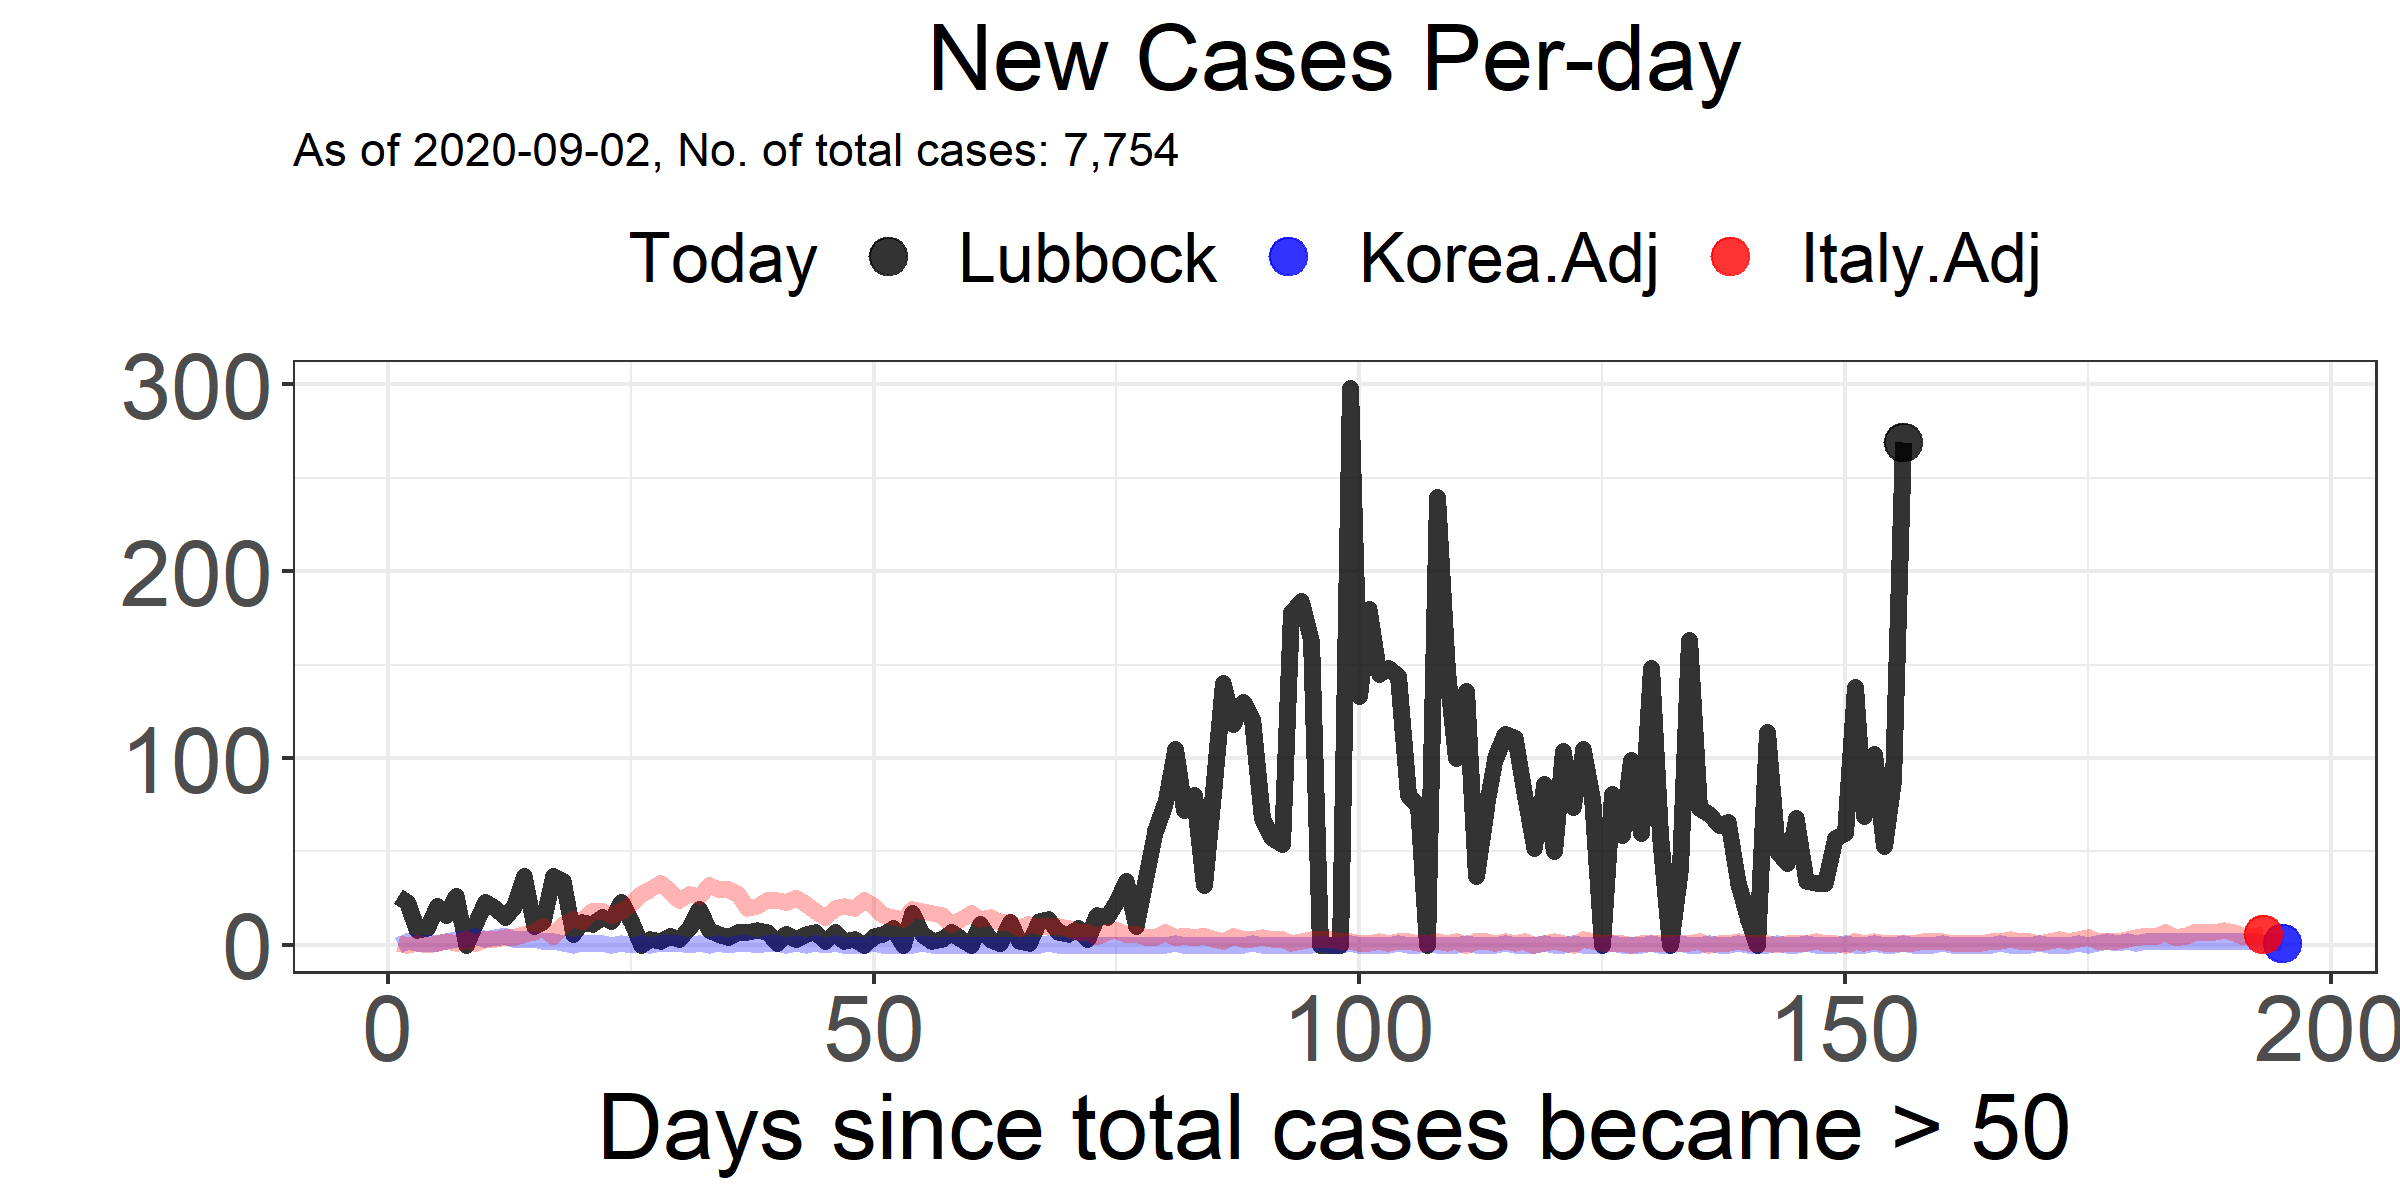 New Cases Per-day
As of 2020-09-02, No. of total cases: 7,754
Today Lubbock Korea.Adj Italy.Adj
300
200
100
0
0 50 100 150 200
Days since total cases became > 50